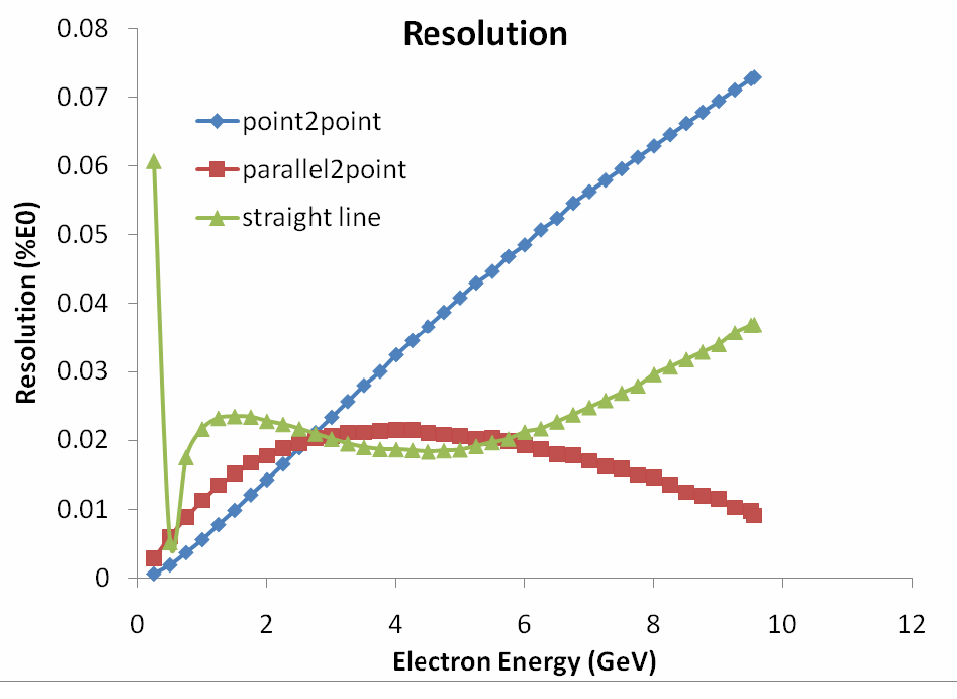 Resolution
0.08
0.07
0.06
0.05
0.04
0.03
0.02
0.01
0
Resolution (%E0)
point2point
parallel2point
straight line
0 2 4 6 8 10 12
Electron Energy (GeV)